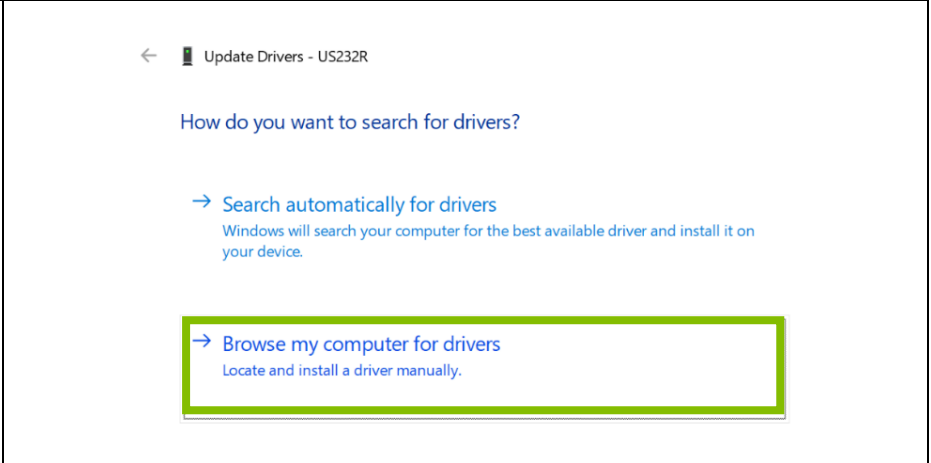 Update Drivers - US232R
How do you want to search for drivers?
Search automatically for drivers
Windows will search your computer for the best available driver and install it on
your device.
Browse my computer for drivers
Locate and install a driver manually.